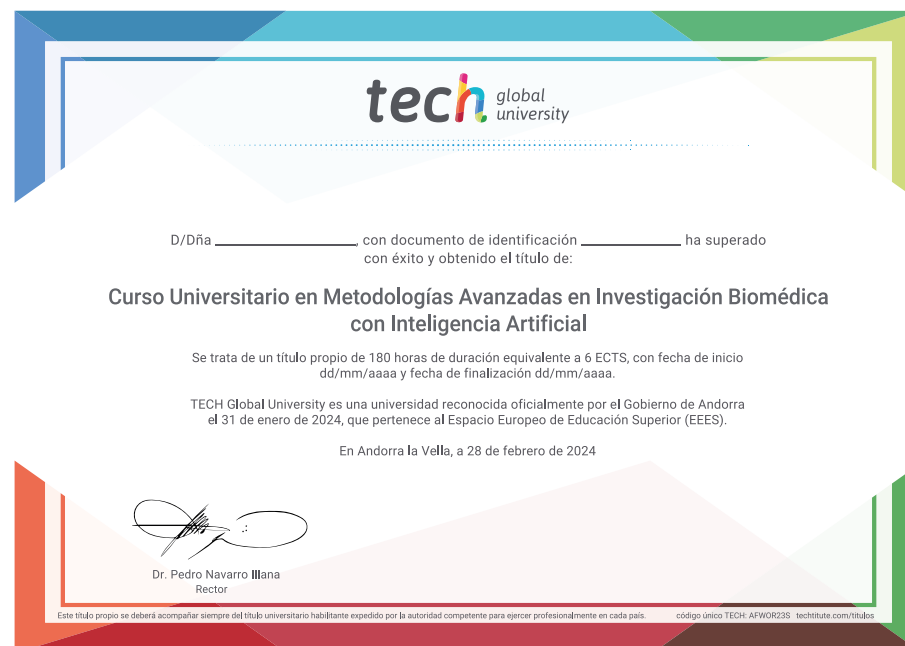 tech global university
D/Dña ____________, con documento de identificación ____________ ha superado
con éxito y obtenido el título de:
Curso Universitario en Metodologías Avanzadas en Investigación Biomédica
con Inteligencia Artificial
Se trata de un título propio de 180 horas de duración equivalente a 6 ECTS, con fecha de inicio
dd/mm/aaaa y fecha de finalización dd/mm/aaaa.
TECH Global University es una universidad reconocida oficialmente por el Gobierno de Andorra
el 31 de enero de 2024, que pertenece al Espacio Europeo de Educación Superior (EEES).
En Andorra la Vella, a 28 de febrero de 2024
Dr. Pedro Navarro Illana
Rector
Este título propio se deberá acompañar siempre del título universitario habilitante expedido por la autoridad competente para ejercer profesionalmente en cada país. código único TECH: AFWOR23S techtitute.com/titulos